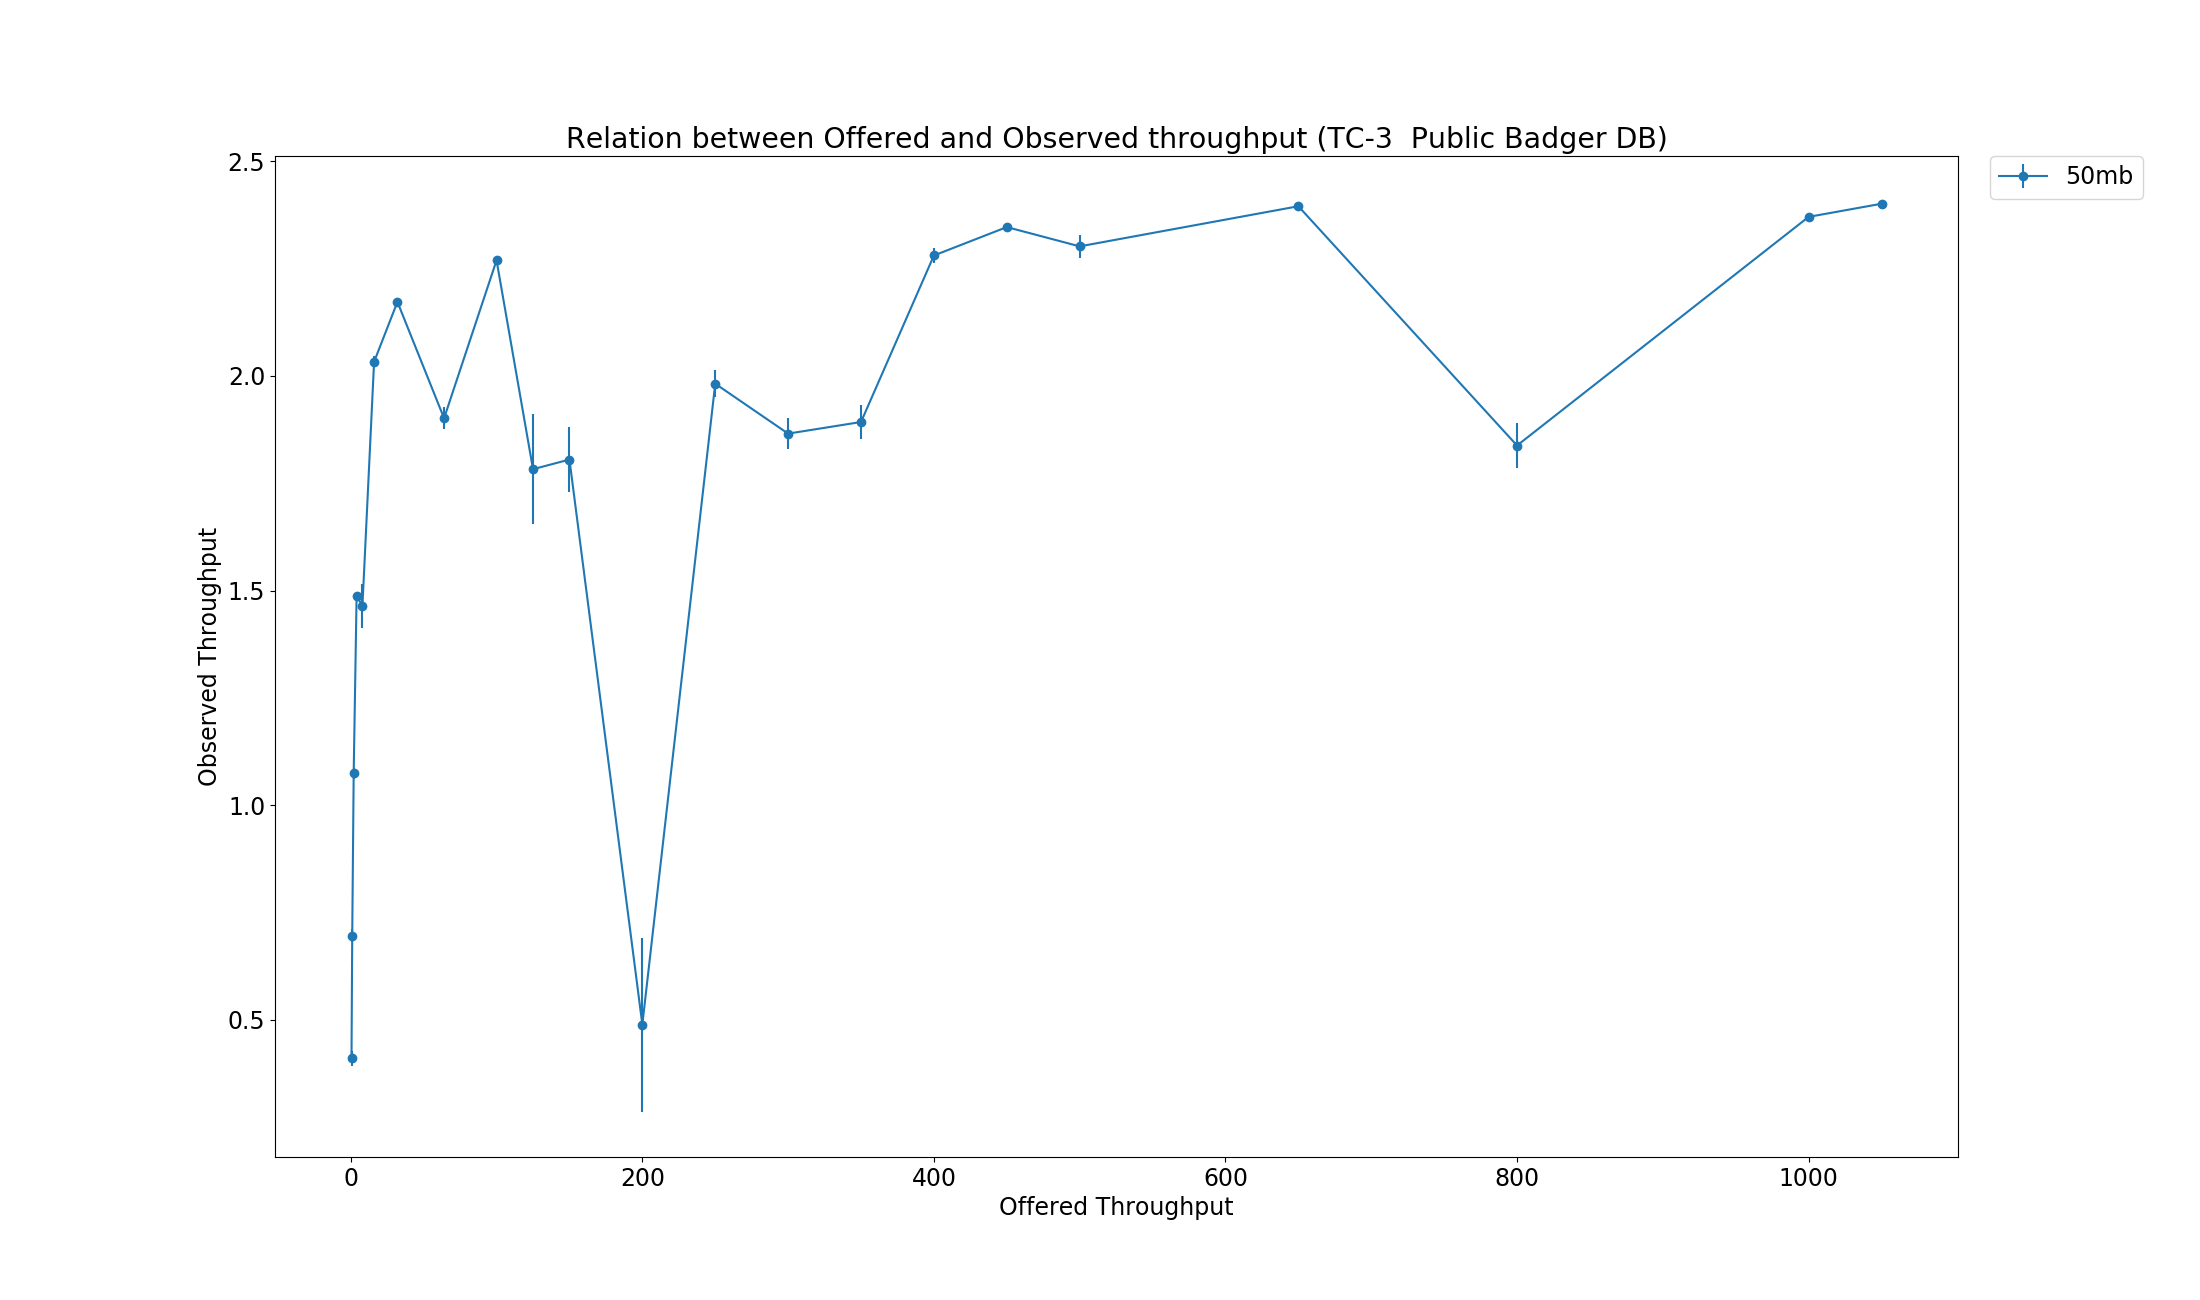 Relation between Offered and Observed throughput (TC-3  Public Badger DB)
50mb
2.5
2.0
1.5
1.0
0.5
Observed Throughput
0 200 400 600 800 1000
Offered Throughput